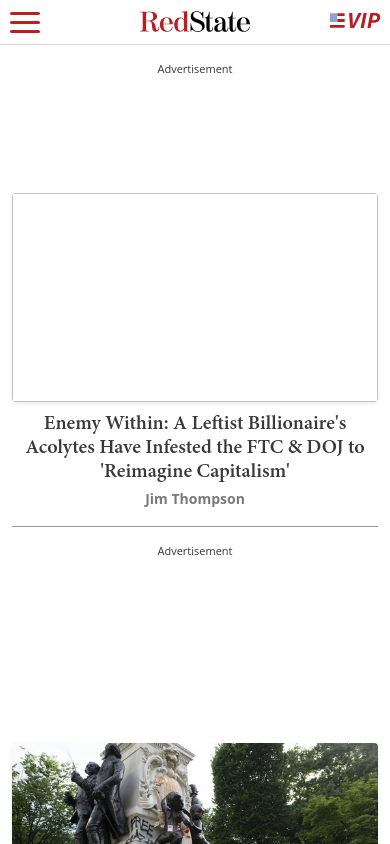 RedState
VIP
Advertisement
Enemy Within: A Leftist Billionaire's
Acolytes Have Infested the FTC & DOJ to
'Reimagine Capitalism'
Jim Thompson
Advertisement